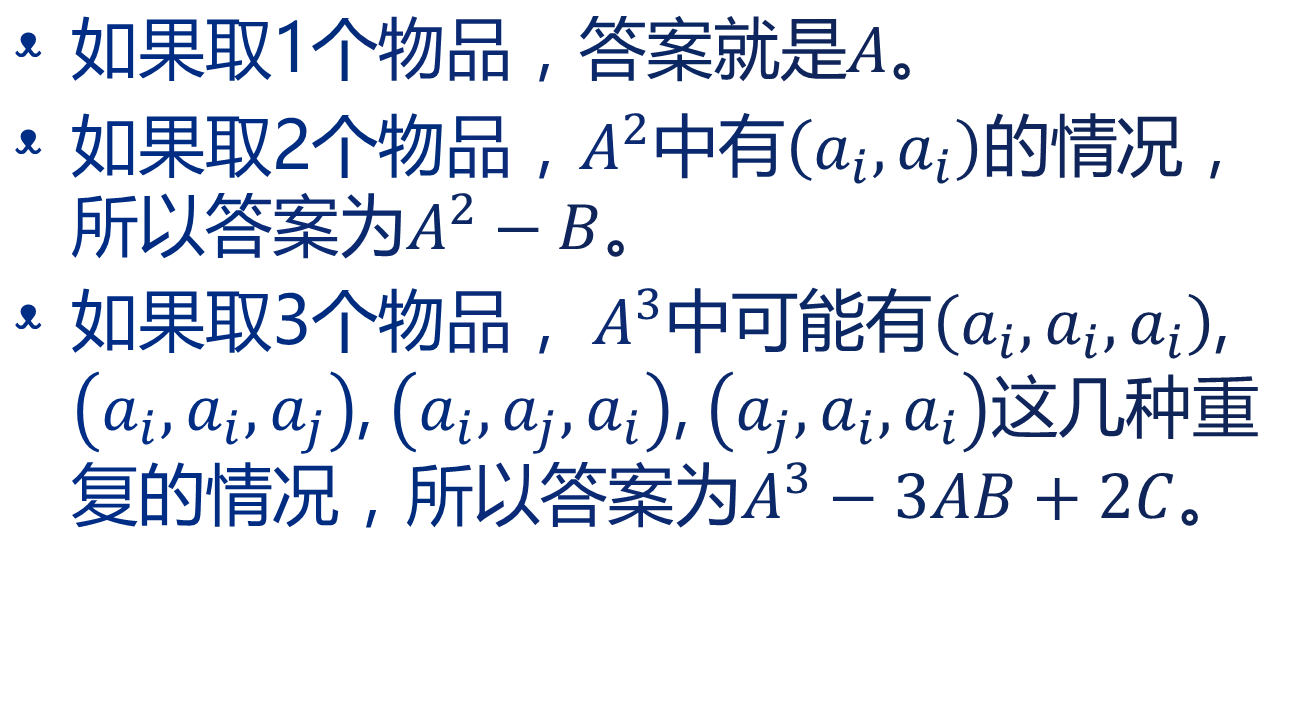 如果取1个物品，答案就是A。
如果取2个物品，A²中有(aᵢ, aᵢ)的情况，
所以答案为A² − B。
如果取3个物品， A³中可能有(aᵢ, aᵢ, aᵢ),
(aᵢ, aᵢ, aⱼ), (aᵢ, aⱼ, aᵢ), (aⱼ, aᵢ, aᵢ)这几种重
复的情况，所以答案为A³ − 3AB + 2C。